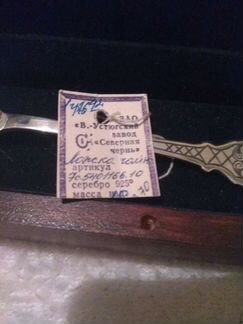 ЗАО
«В.-Устюгский
завод
«Северная
чернь»
Ложка чайн
артикул
серебро 925°
масса